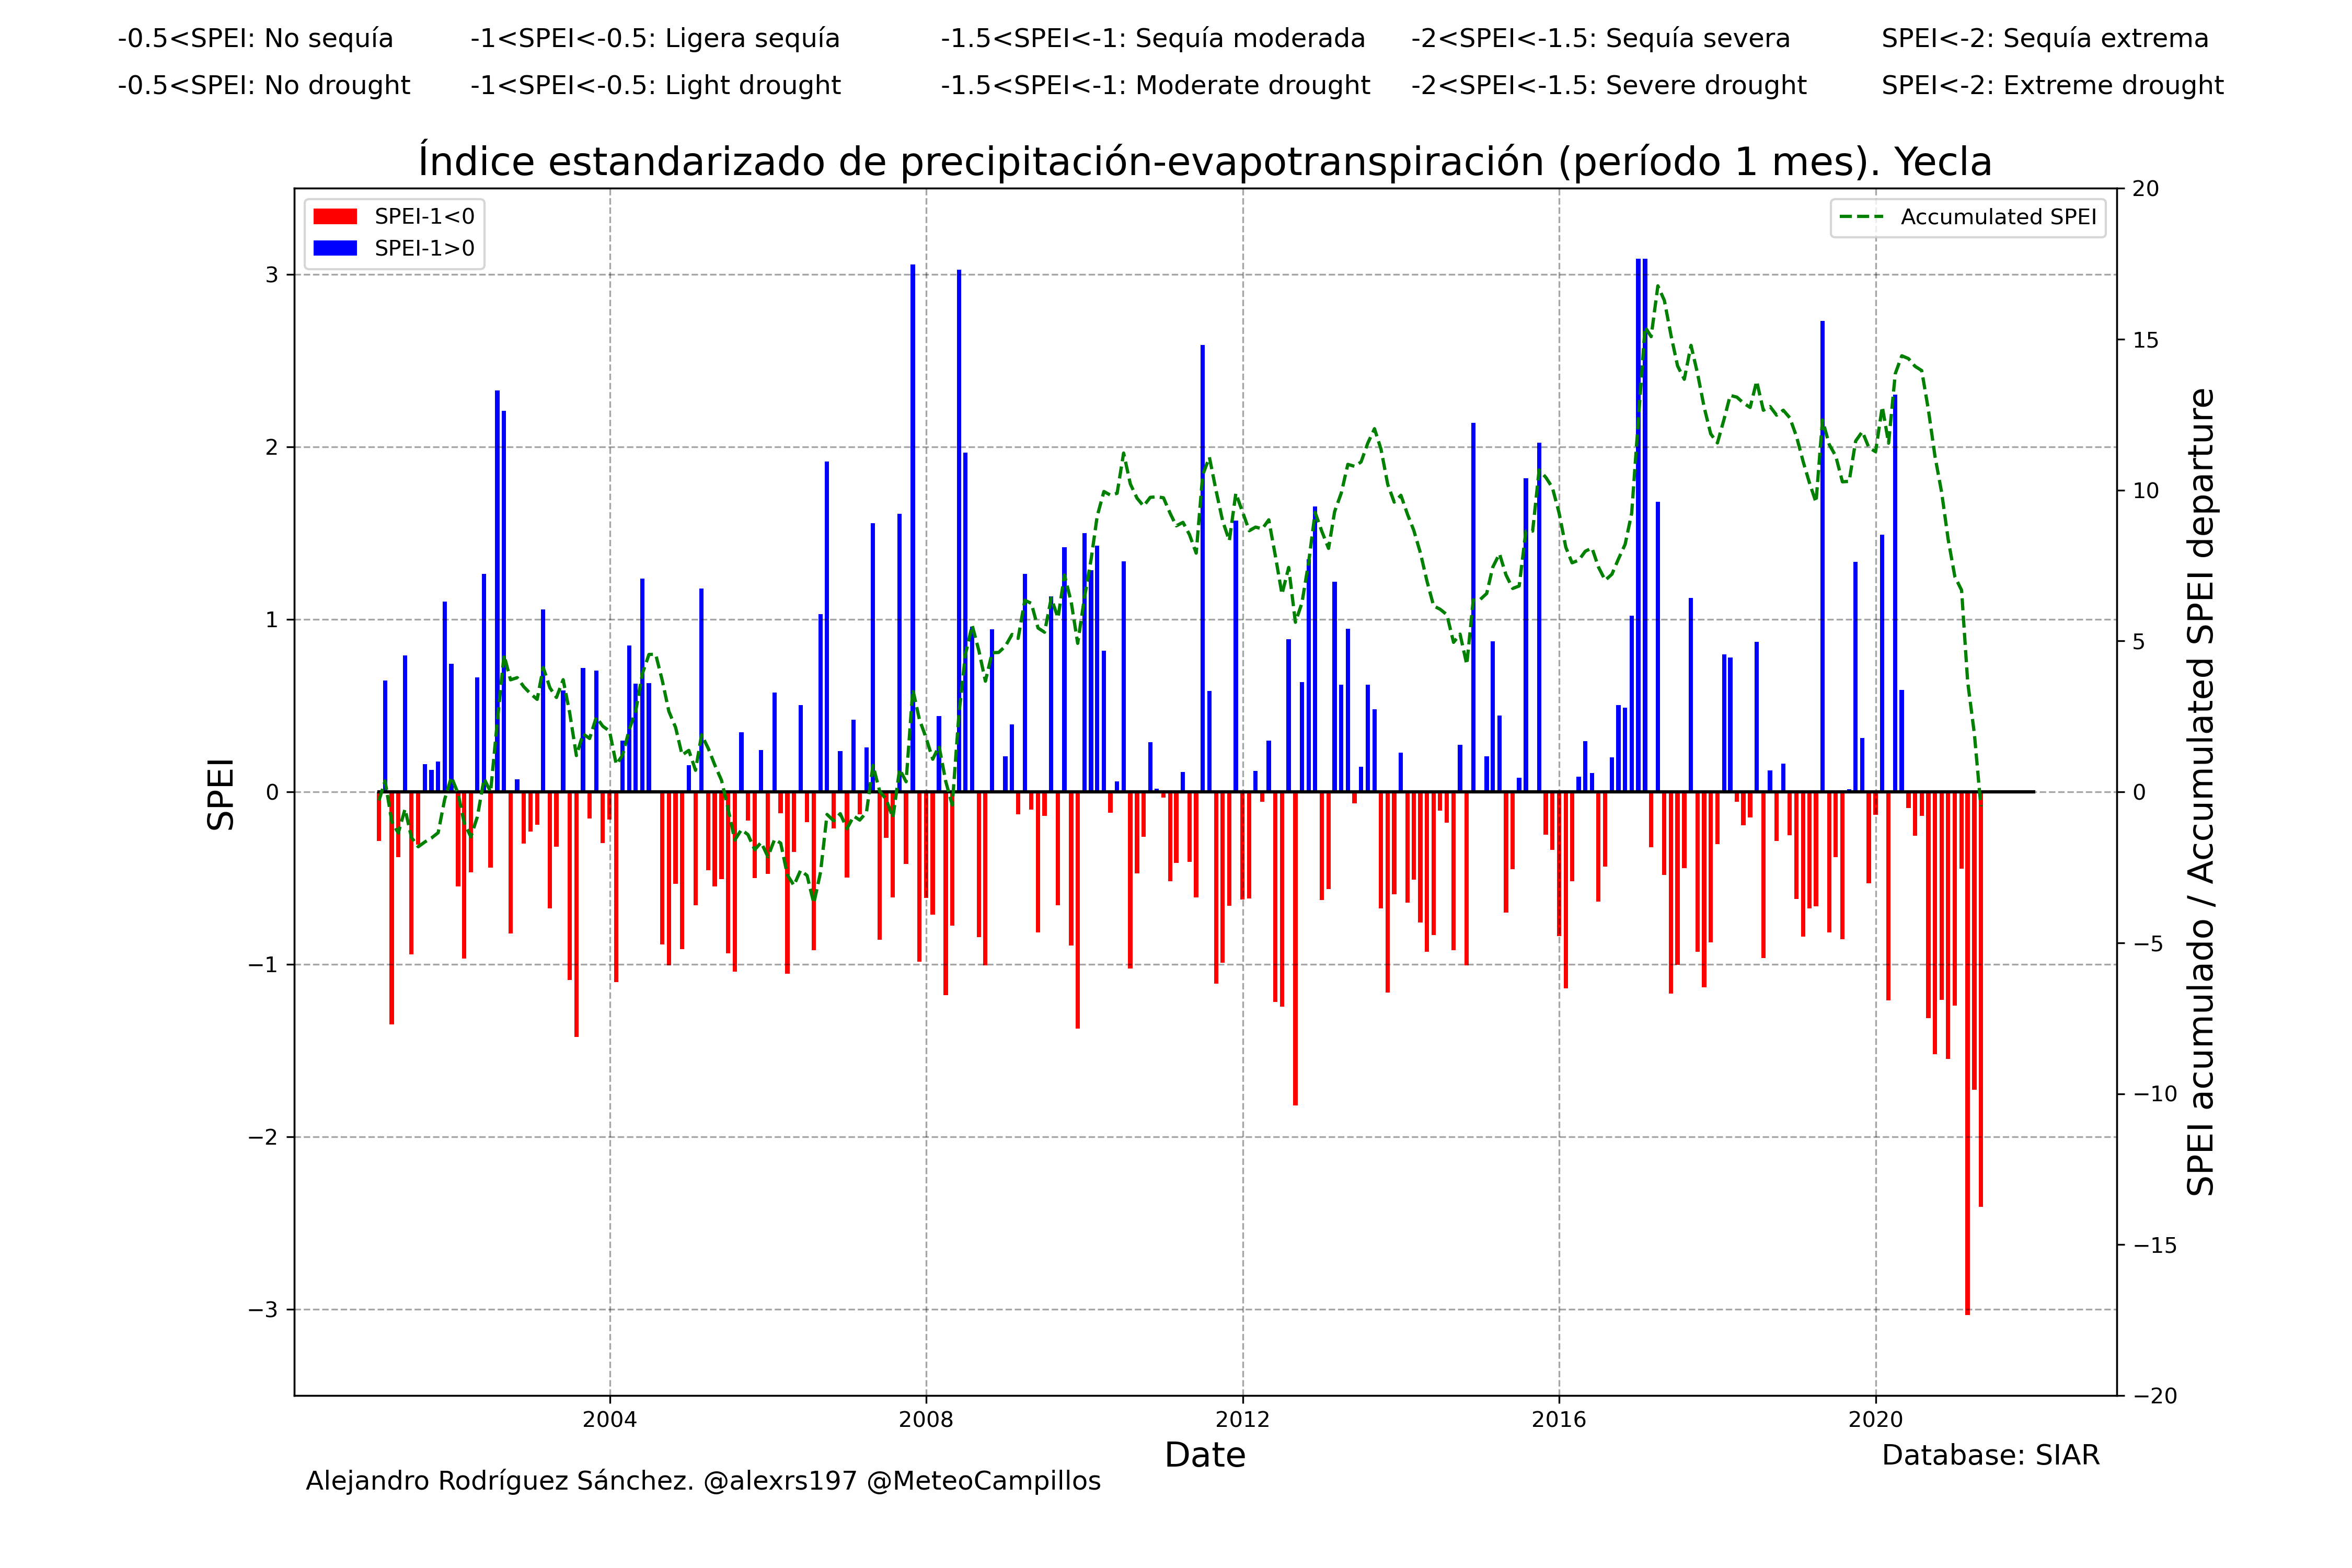 -0.5<SPEI: No sequía -1<SPEI<-0.5: Ligera sequía -1.5<SPEI<-1: Sequía moderada -2<SPEI<-1.5: Sequía severa SPEI<-2: Sequía extrema
-0.5<SPEI: No drought -1<SPEI<-0.5: Light drought -1.5<SPEI<-1: Moderate drought -2<SPEI<-1.5: Severe drought SPEI<-2: Extreme drought
Índice estandarizado de precipitación-evapotranspiración (período 1 mes). Yecla
SPEI-1<0
SPEI-1>0
Accumulated SPEI
SPEI
3
2
1
0
−1
−2
−3
20
15
10
5
0
−5
−10
−15
−20
SPEI acumulado / Accumulated SPEI departure
2004 2008 2012 2016 2020
Date
Database: SIAR
Alejandro Rodríguez Sánchez. @alexrs197 @MeteoCampillos